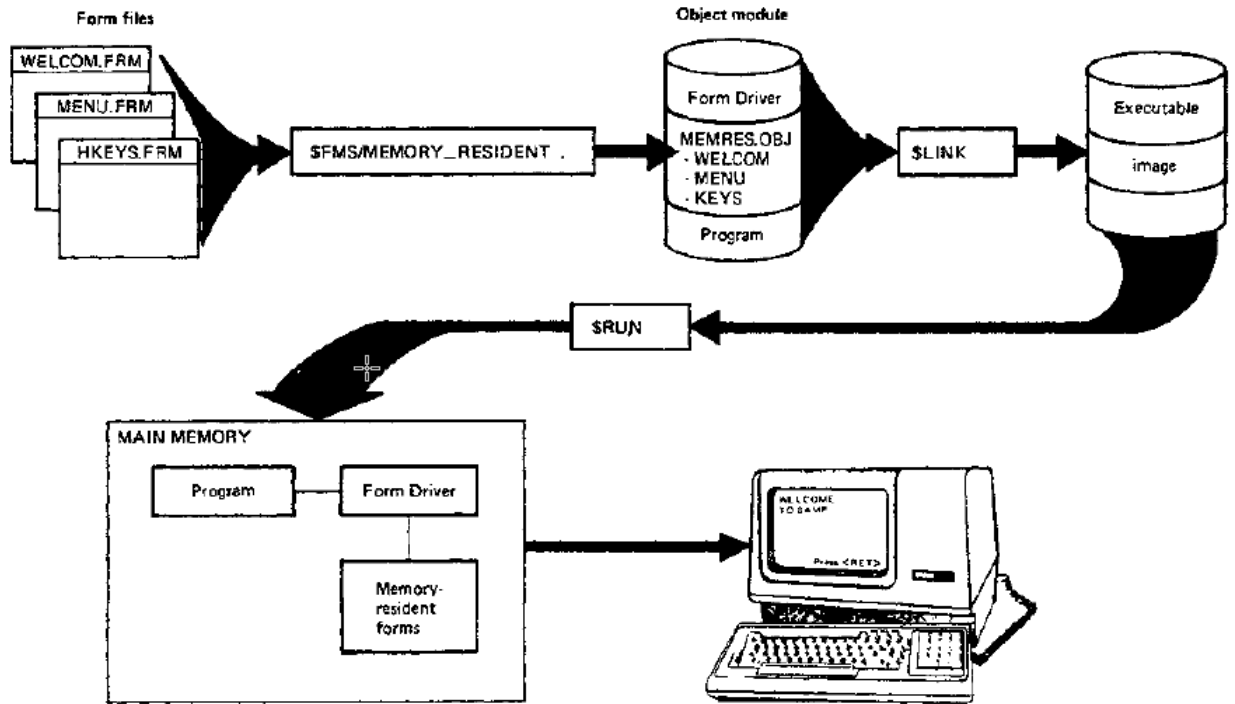 Form files
Object module
WELCOM.FRM
MENU.FRM
HKEYS.FRM
$FMS/MEMORY_RESIDENT .
Form Driver
MEMRES.OBJ
- WELCOM
- MENU
- KEYS
Program
$LINK
Executable
image
$RUN
MAIN MEMORY
Program
Form Driver
Memory-
resident
forms
WELCOME
TO SAMP
Press <RET>